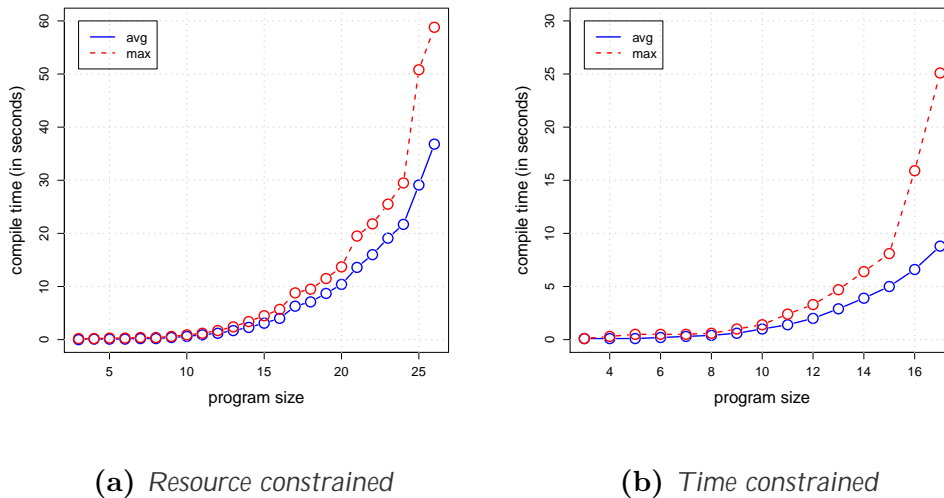 60
50
40
30
20
10
0
compile time (in seconds)
avg
max
5
10
15
20
25
program size
(a) Resource constrained
30
25
20
15
10
5
0
compile time (in seconds)
avg
max
4
6
8
10
12
14
16
program size
(b) Time constrained